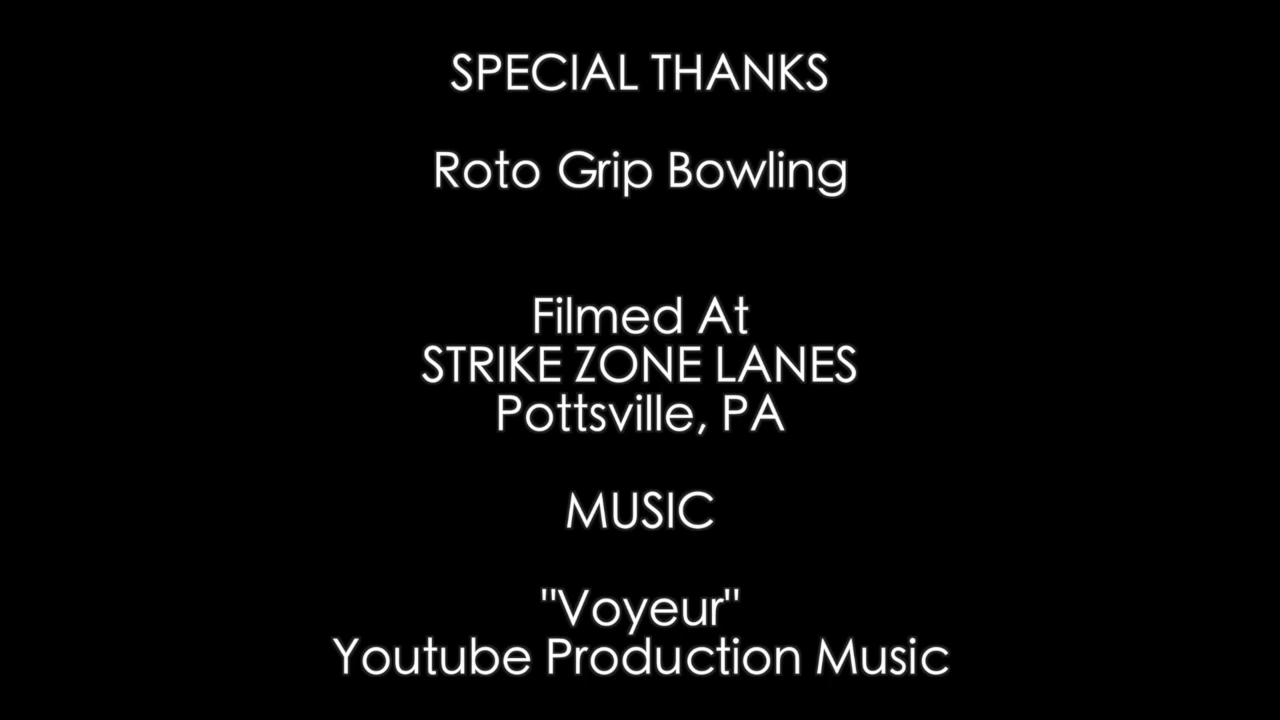 SPECIAL THANKS
Roto Grip Bowling
Filmed At
STRIKE ZONE LANES
Pottsville, PA
MUSIC
"Voyeur"
Youtube Production Music